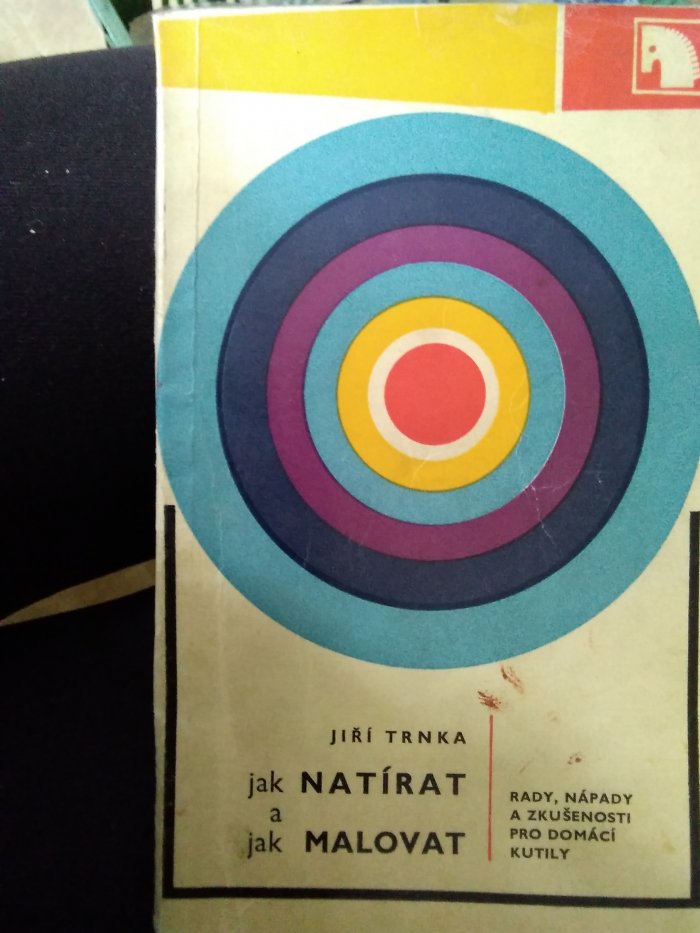 JIŘÍ TRNKA
jak NATÍRAT
a
jak MALOVAT
RADY, NÁPADY
A ZKUŠENOSTI
PRO DOMÁCÍ
KUTILY